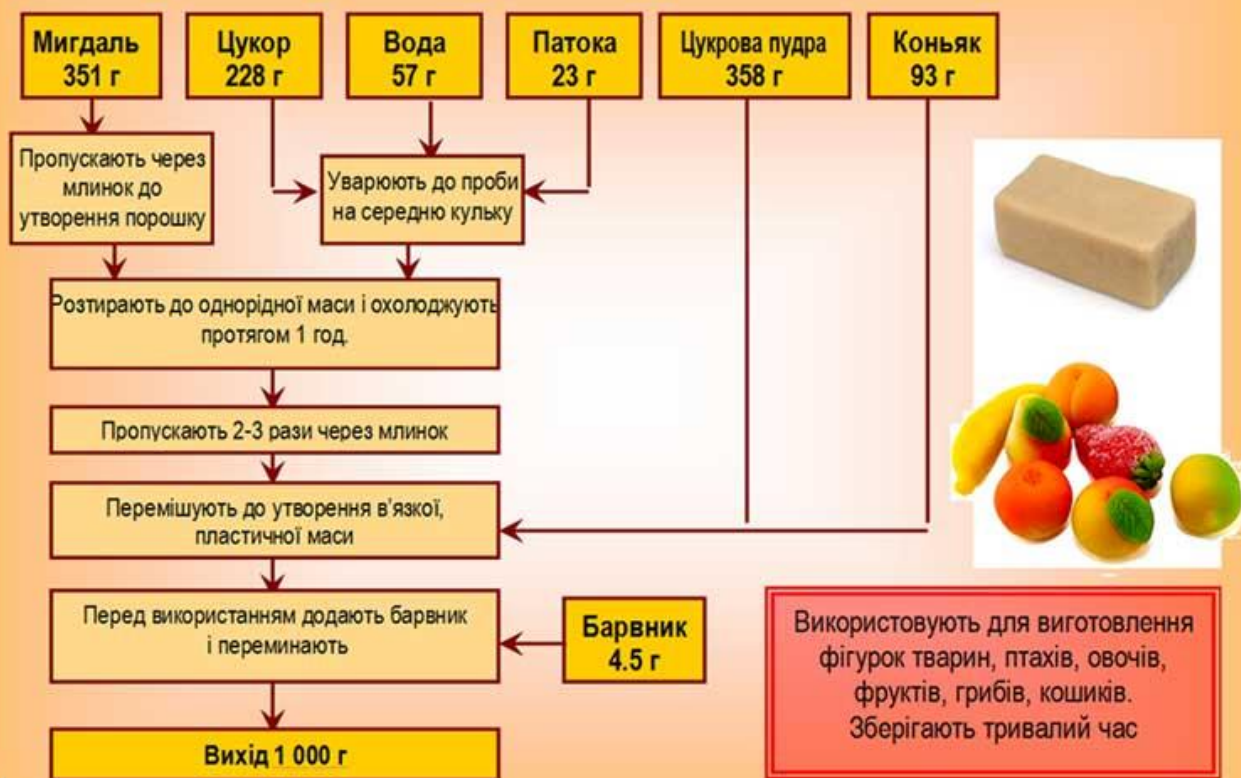 Мигдаль
351 г
Цукор
228 г
Вода
57 г
Патока
23 г
Цукрова пудра
358 г
Коньяк
93 г
Пропускають через
млинок до
утворення порошку
Уварюють до проби
на середню кульку
Розтирають до однорідної маси і охолоджують
протягом 1 год.
Пропускають 2-3 рази через млинок
Перемішують до утворення в’язкої,
пластичної маси
Перед використанням додають барвник
і переминають
Барвник
4.5 г
Вихід 1 000 г
Використовують для виготовлення
фігурок тварин, птахів, овочів,
фруктів, грибів, кошиків.
Зберігають тривалий час